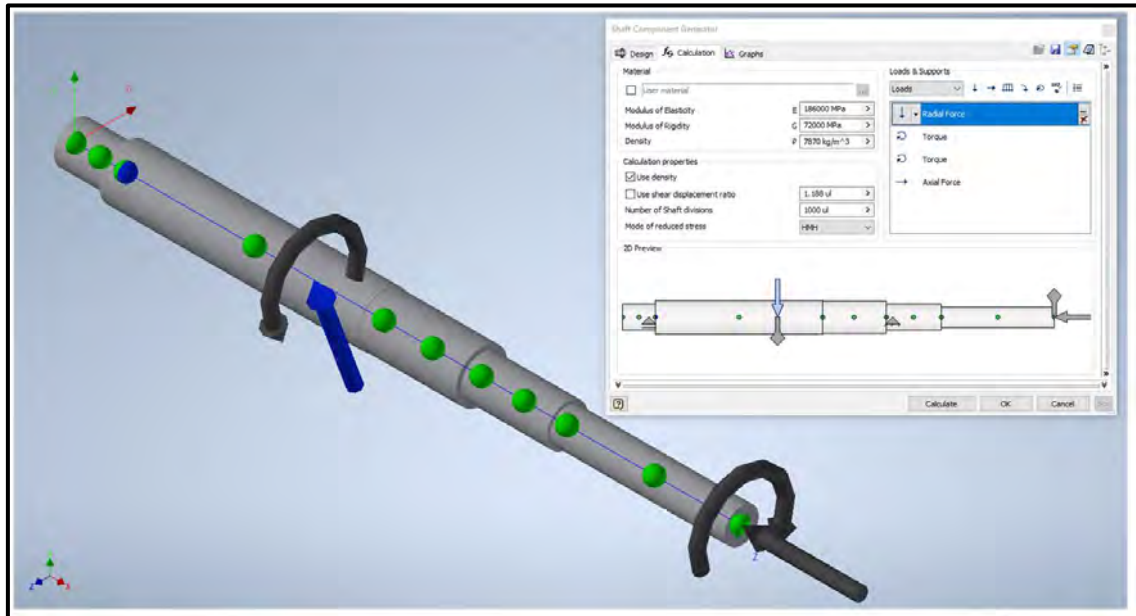 Shaft Component Generator
Design
Calculation
Graphs
Material
User material
Modulus of Elasticity E 186000 MPa
Modulus of Rigidity G 72000 MPa
Density ρ 7870 kg/m^3
Calculation properties
Use density
Use shear displacement ratio 1.188 ul
Number of Shaft divisions 1000 ul
Mode of reduced stress HMH
Loads & Supports
Loads
Radial Force
Torque
Torque
Axial Force
2D Preview
Calculate OK Cancel >>
Z
Z X